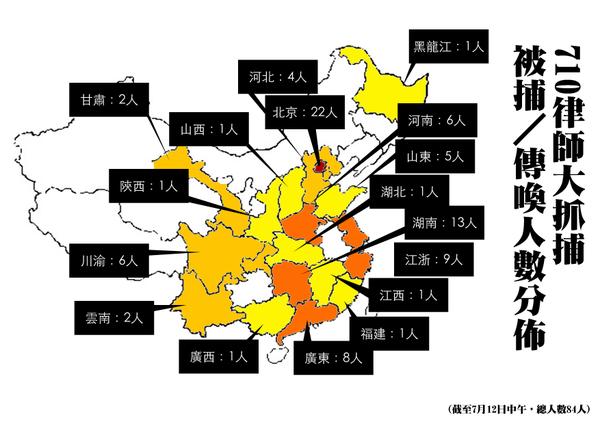 710律師大抓捕
被捕／傳喚人數分佈
黑龍江：1人
河北：4人
甘肅：2人
北京：22人
山西：1人
河南：6人
山東：5人
陝西：1人
湖北：1人
湖南：13人
川渝：6人
江浙：9人
江西：1人
雲南：2人
福建：1人
廣西：1人
廣東：8人
（截至7月12日中午・總人數84人）